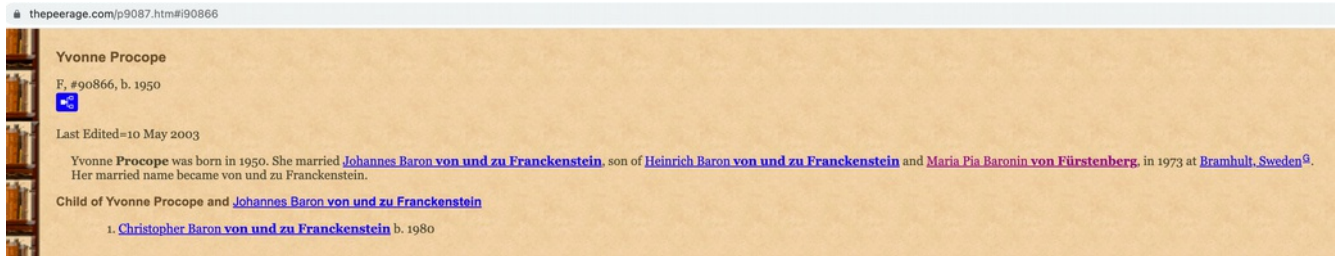 thepeerage.com/p9087.htm#i90866
Yvonne Procope
F, #90866, b. 1950
Last Edited=10 May 2003
Yvonne Procope was born in 1950. She married Johannes Baron von und zu Franckenstein, son of Heinrich Baron von und zu Franckenstein and Maria Pia Baronin von Fürstenberg, in 1973 at Bramhult, Sweden G.
Her married name became von und zu Franckenstein.
Child of Yvonne Procope and Johannes Baron von und zu Franckenstein
1. Christopher Baron von und zu Franckenstein b. 1980